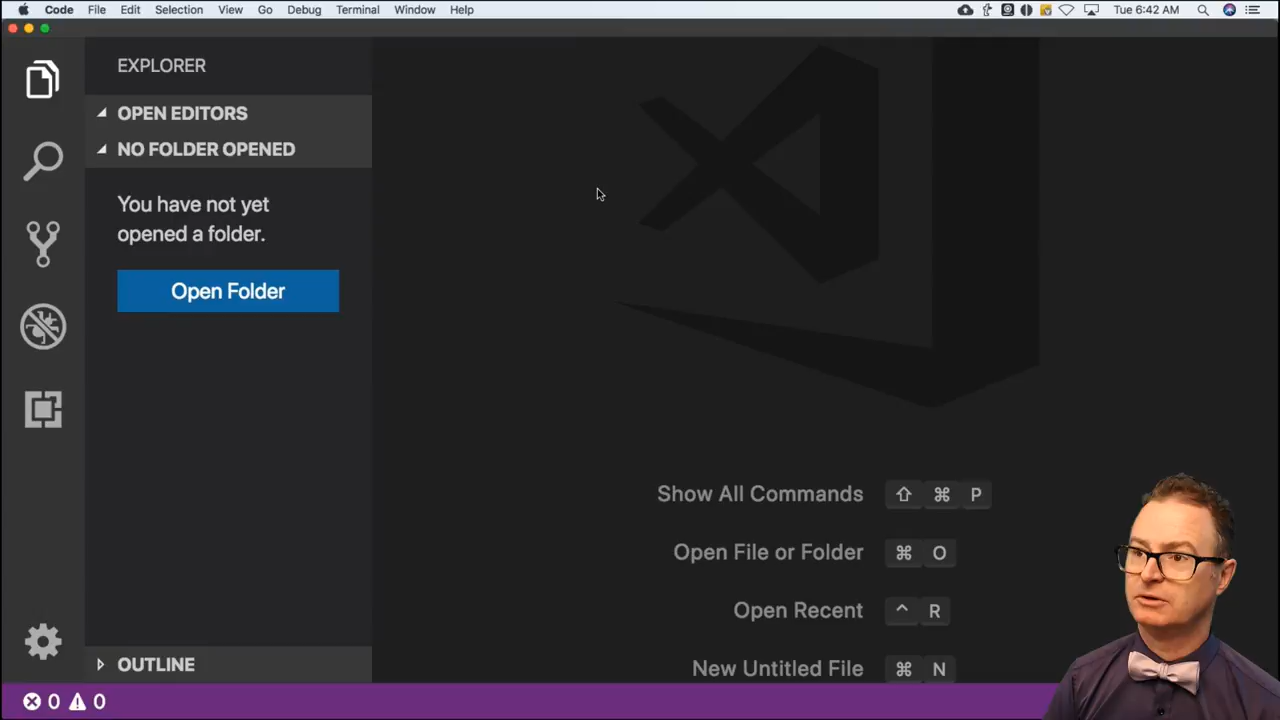 Code File Edit Selection View Go Debug Terminal Window Help Tue 6:42 AM
EXPLORER
OPEN EDITORS
NO FOLDER OPENED
You have not yet
opened a folder.
Open Folder
Show All Commands ⇧ ⌘ P
Open File or Folder ⌘ O
Open Recent ^ R
New Untitled File ⌘ N
OUTLINE
0 0